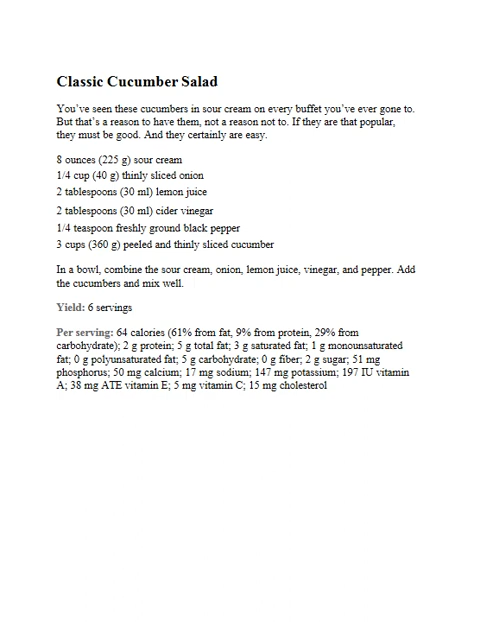 Classic Cucumber Salad
You’ve seen these cucumbers in sour cream on every buffet you’ve ever gone to.
But that’s a reason to have them, not a reason not to. If they are that popular,
they must be good. And they certainly are easy.
8 ounces (225 g) sour cream
1/4 cup (40 g) thinly sliced onion
2 tablespoons (30 ml) lemon juice
2 tablespoons (30 ml) cider vinegar
1/4 teaspoon freshly ground black pepper
3 cups (360 g) peeled and thinly sliced cucumber
In a bowl, combine the sour cream, onion, lemon juice, vinegar, and pepper. Add
the cucumbers and mix well.
Yield: 6 servings
Per serving: 64 calories (61% from fat, 9% from protein, 29% from
carbohydrate); 2 g protein; 5 g total fat; 3 g saturated fat; 1 g monounsaturated
fat; 0 g polyunsaturated fat; 5 g carbohydrate; 0 g fiber; 2 g sugar; 51 mg
phosphorus; 50 mg calcium; 17 mg sodium; 147 mg potassium; 197 IU vitamin
A; 38 mg ATE vitamin E; 5 mg vitamin C; 15 mg cholesterol